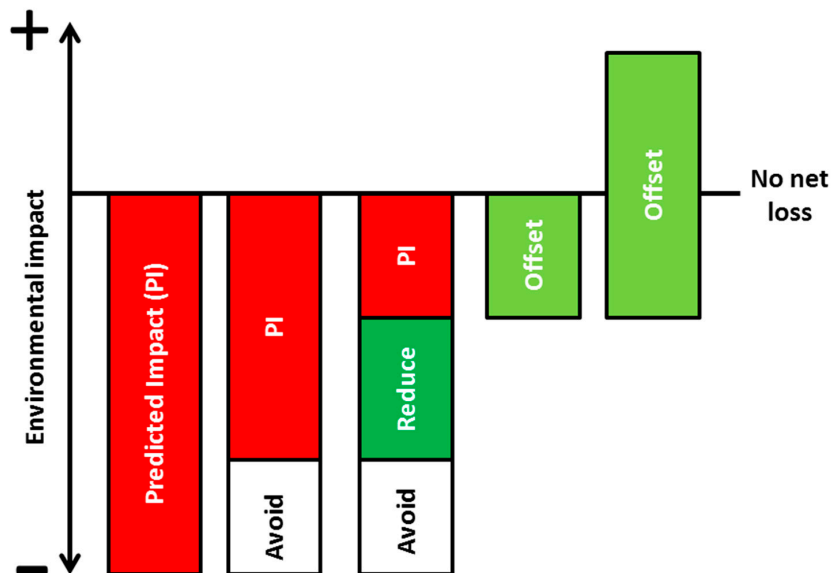 +
Environmental impact
-
Predicted Impact (PI)
PI
Avoid
PI
Reduce
Avoid
Offset
Offset
No net
loss